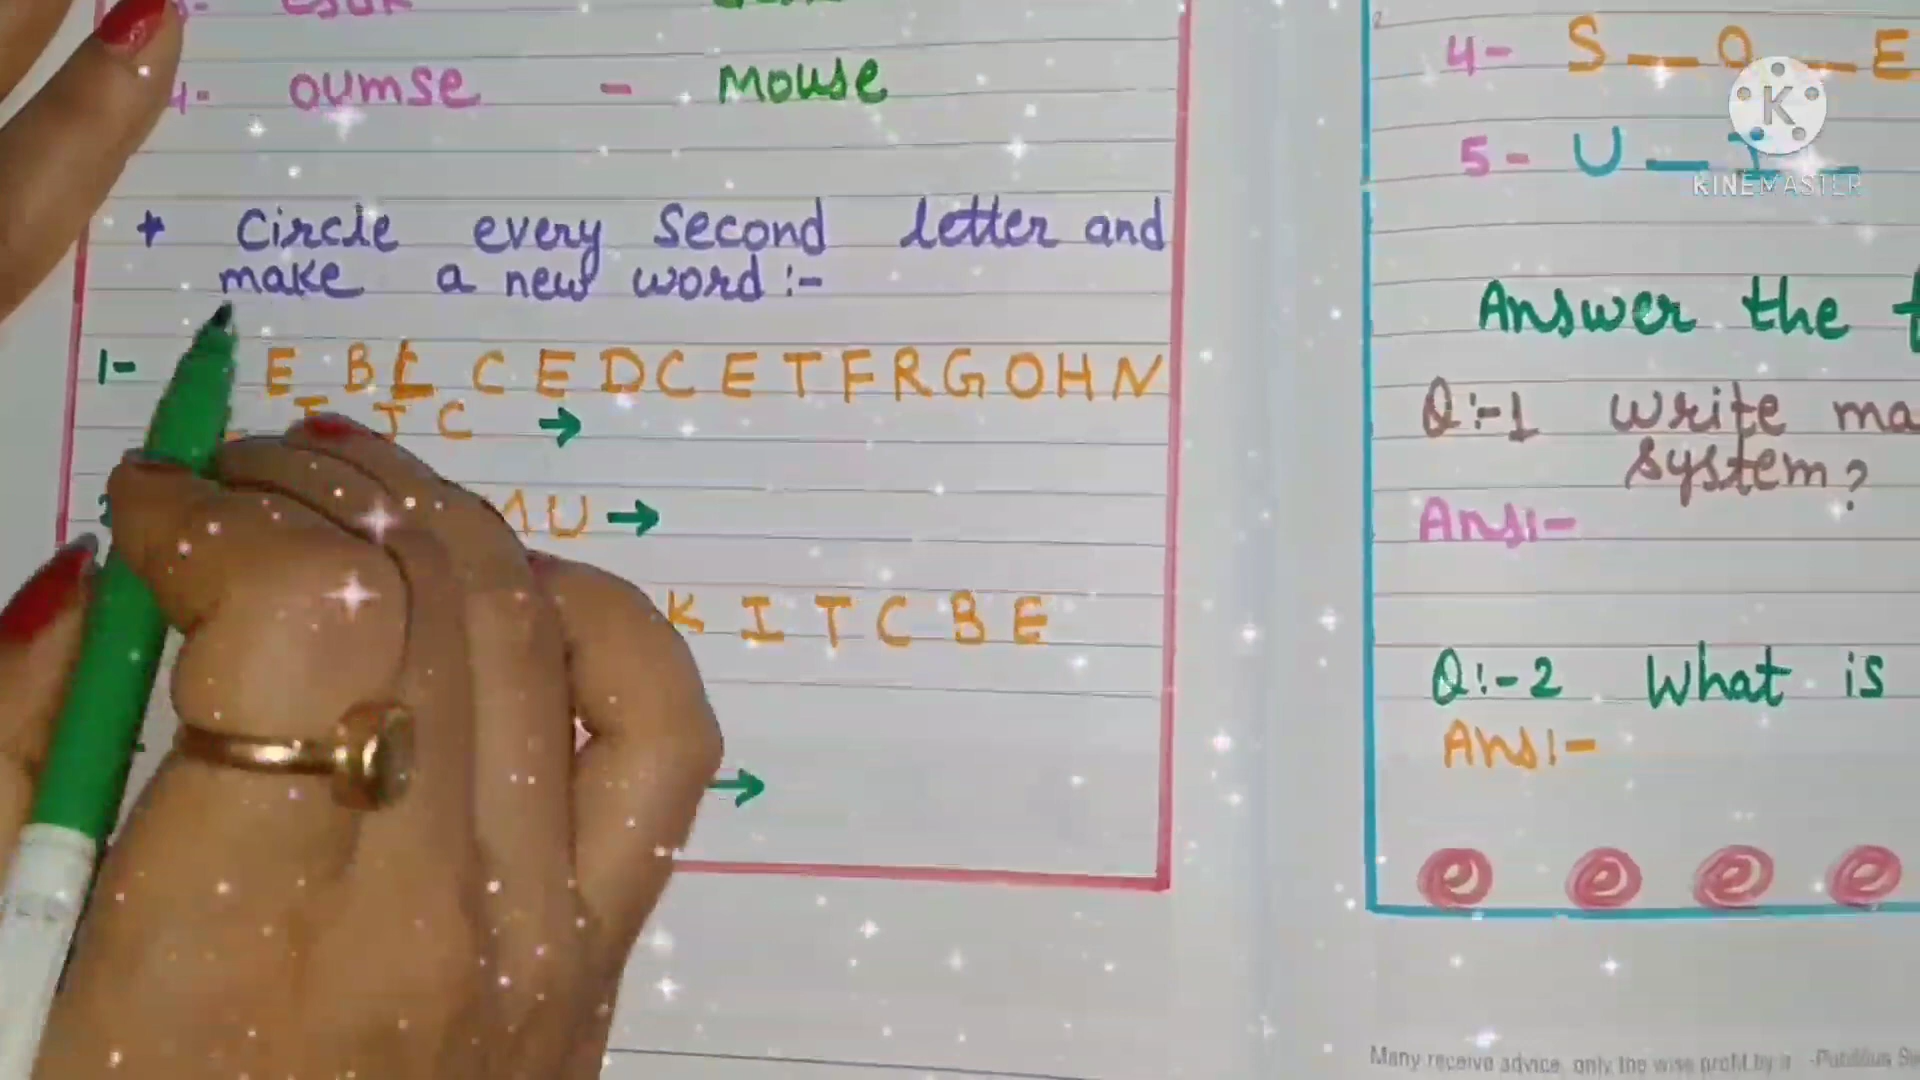 4- oumse - Mouse
* Circle every second letter and
make a new word :-
1- E B L C E D C E T F R G O H N
I J C →
U →
K I T C B E
→
4- S _ O _ E
5- U _ I _
KINEMASTER
Answer the
Q:-1 Write
system?
Ans:-
Q:-2 What is
Ans:-
Many receive advice, only the wise profit by it.